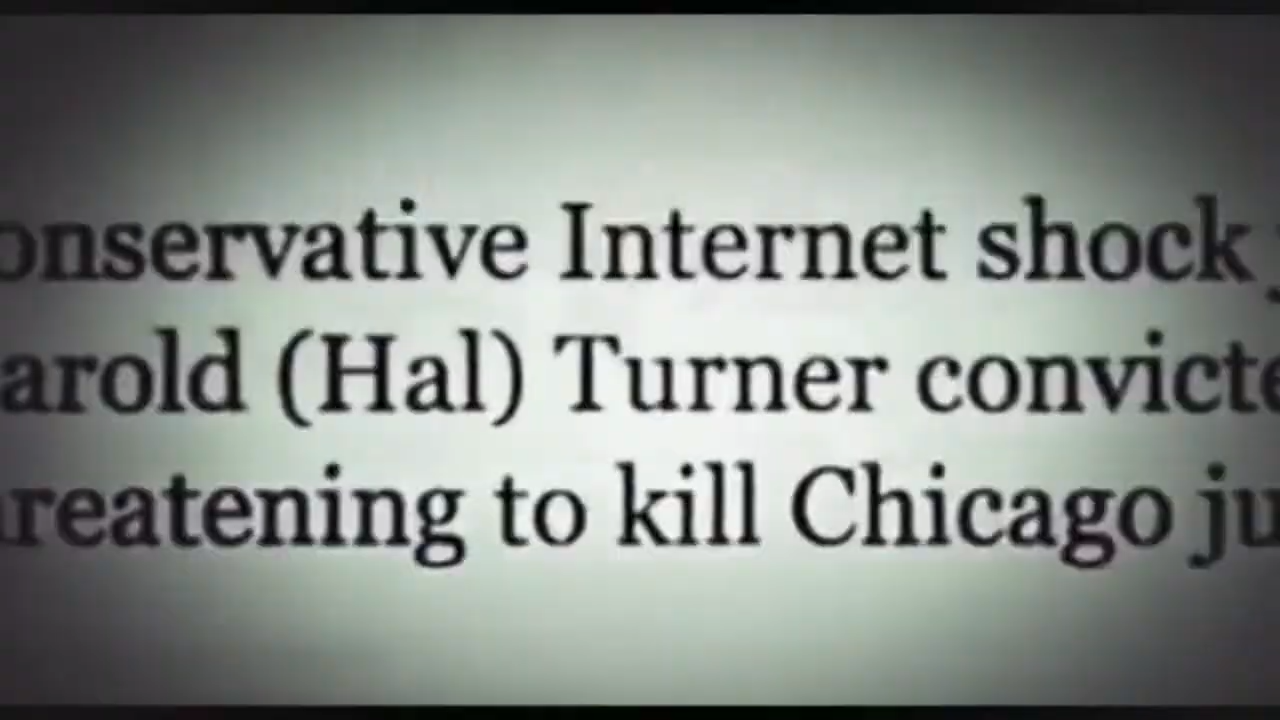 onservative Internet shock j
arold (Hal) Turner convicte
reatening to kill Chicago ju